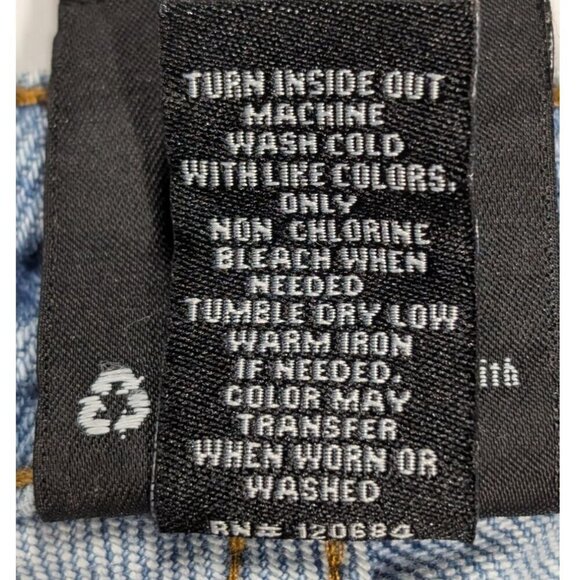 TURN INSIDE OUT
MACHINE
WASH COLD
WITH LIKE COLORS.
ONLY
NON CHLORINE
BLEACH WHEN
NEEDED
TUMBLE DRY LOW
WARM IRON
IF NEEDED.
COLOR MAY
TRANSFER
WHEN WORN OR
WASHED
RN# 120684
ith